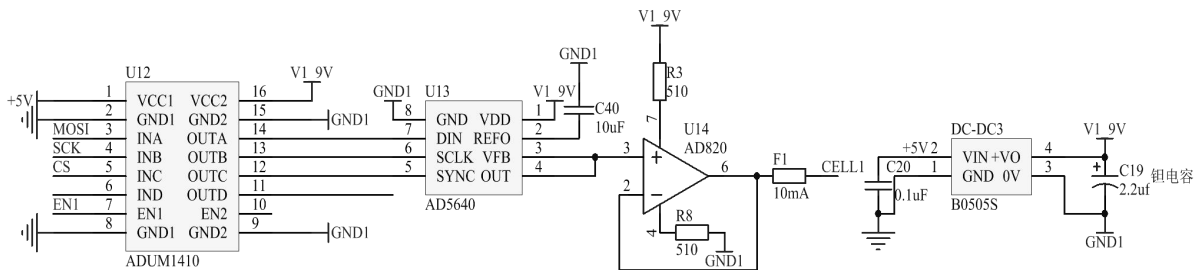 V1_9V
GND1
R3
510
U12
V1_9V
GND1
U13
V1_9V
C40
10uF
+5V
1 VCC1 VCC2 16
2 GND1 GND2 15 GND1
MOSI 3 INA OUTA 14
SCK 4 INB OUTB 13
CS 5 INC OUTC 12
6 IND OUTD 11
EN1 7 EN1 EN2 10
8 GND1 GND2 9 GND1
ADUM1410
8 GND VDD 1
7 DIN REFO 2
6 SCLK VFB 3
5 SYNC OUT 4
AD5640
7
U14
AD820
3 +
2 −
6
4
F1
10mA
CELL1
R8
510
GND1
DC-DC3
+5V 2 VIN +VO 4
1 GND 0V 3
B0505S
C20
0.1uF
V1_9V
+
C19
2.2uf
钽电容
GND1